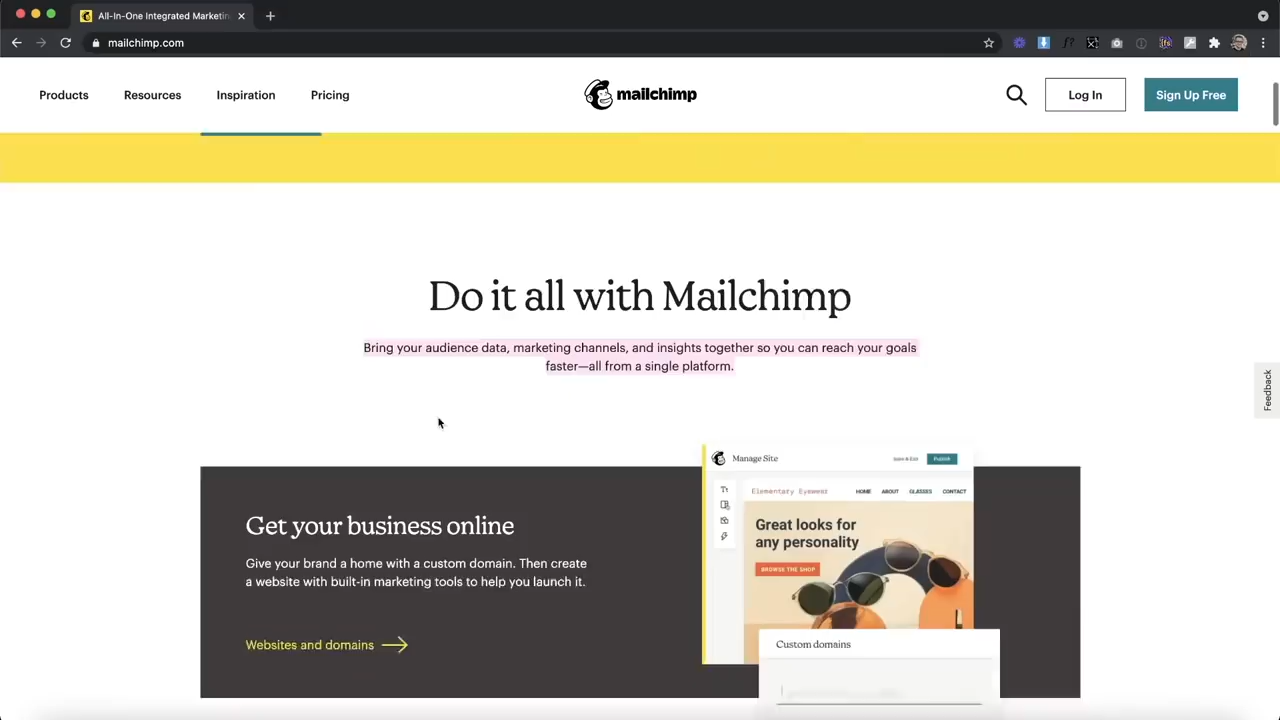 All-In-One Integrated Marketin
mailchimp.com
Products
Resources
Inspiration
Pricing
mailchimp
Log In
Sign Up Free
Do it all with Mailchimp
Bring your audience data, marketing channels, and insights together so you can reach your goals
faster—all from a single platform.
Feedback
Manage Site
Publish
Tt
Elementary Eyewear
HOME
ABOUT
GLASSES
CONTACT
Great looks for
any personality
BROWSE THE SHOP
Get your business online
Give your brand a home with a custom domain. Then create
a website with built-in marketing tools to help you launch it.
Websites and domains
Custom domains